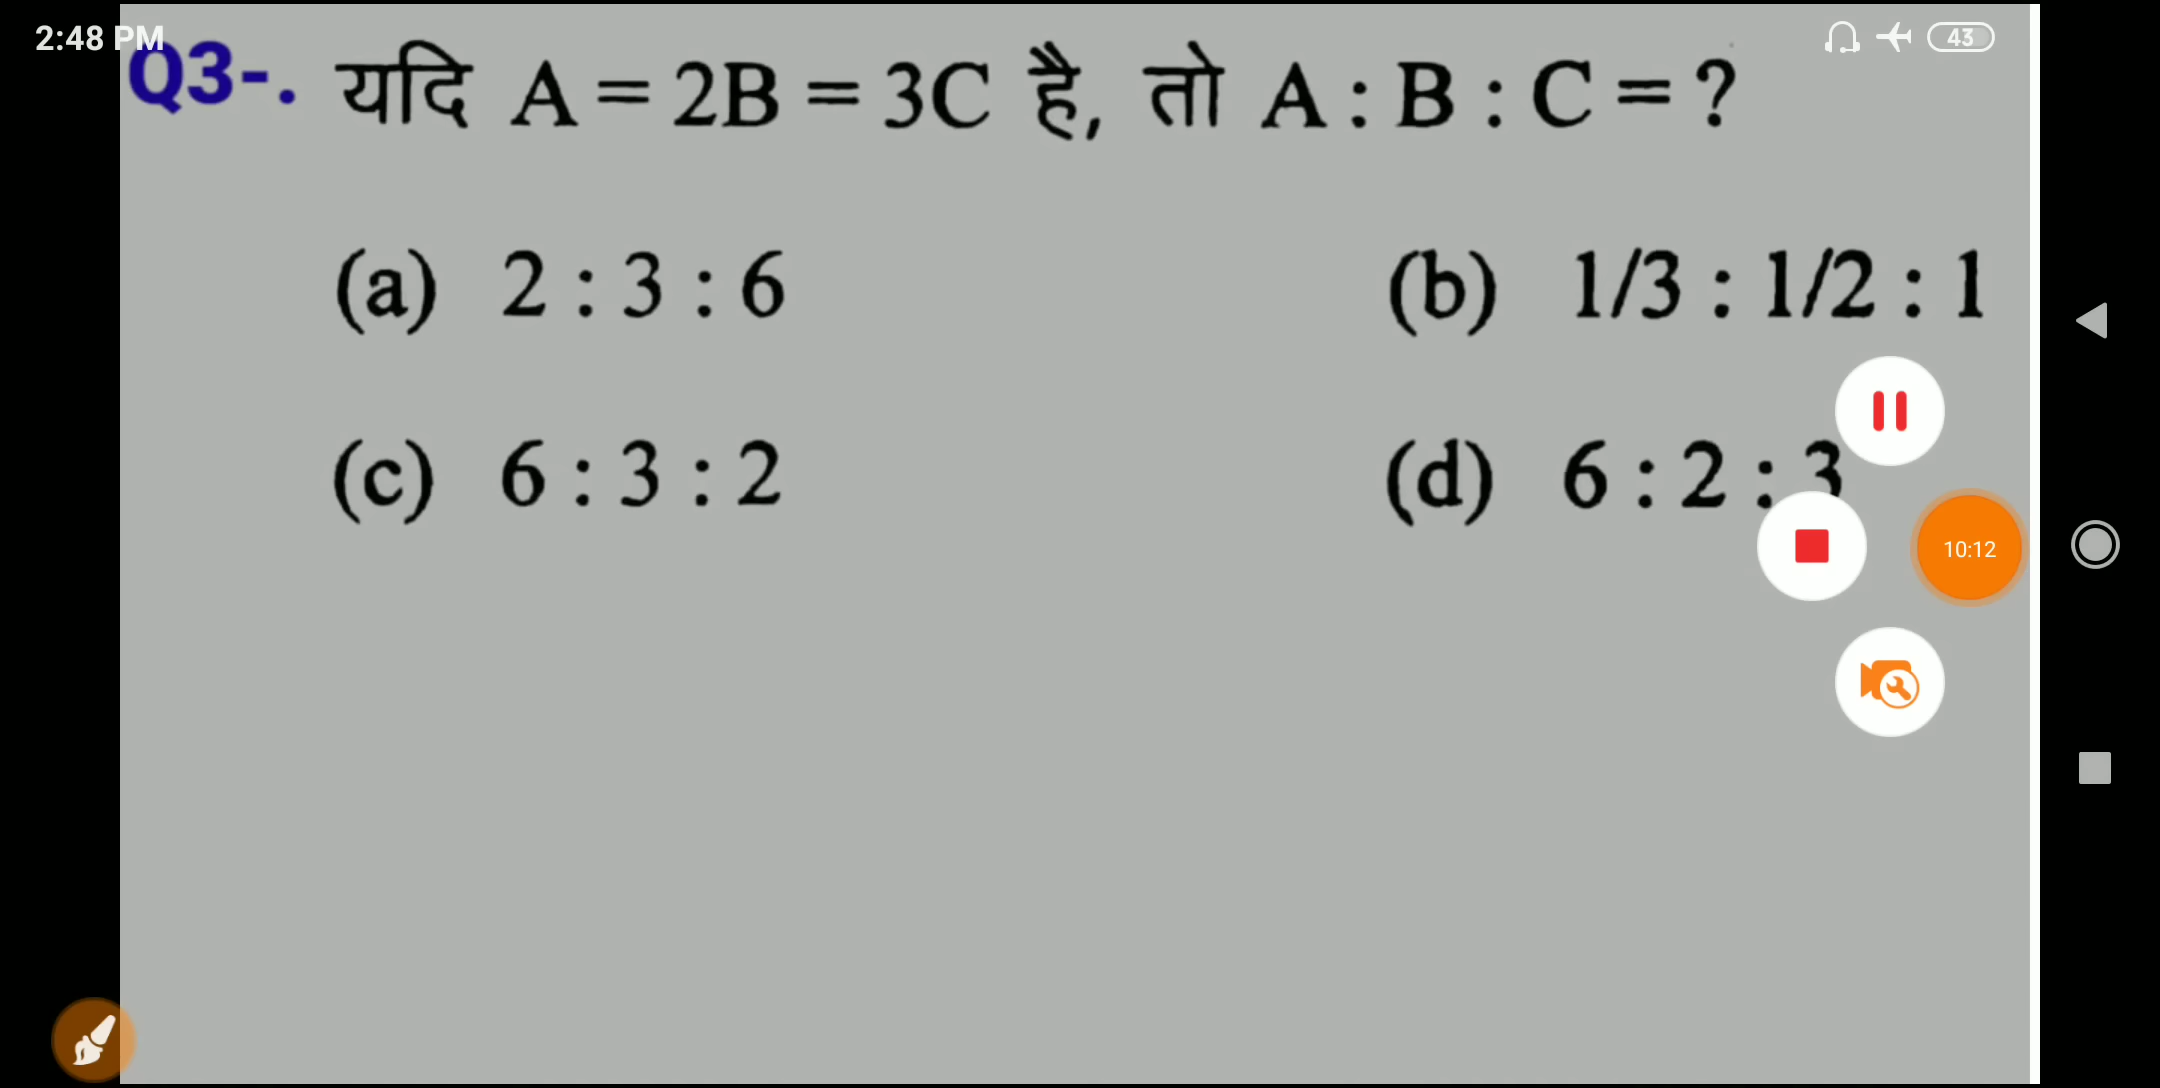 2:48 PM
43
Q3-. यदि A = 2B = 3C है, तो A : B : C = ?
(a) 2 : 3 : 6 (b) 1/3 : 1/2 : 1
(c) 6 : 3 : 2 (d) 6 : 2 : 3
10:12